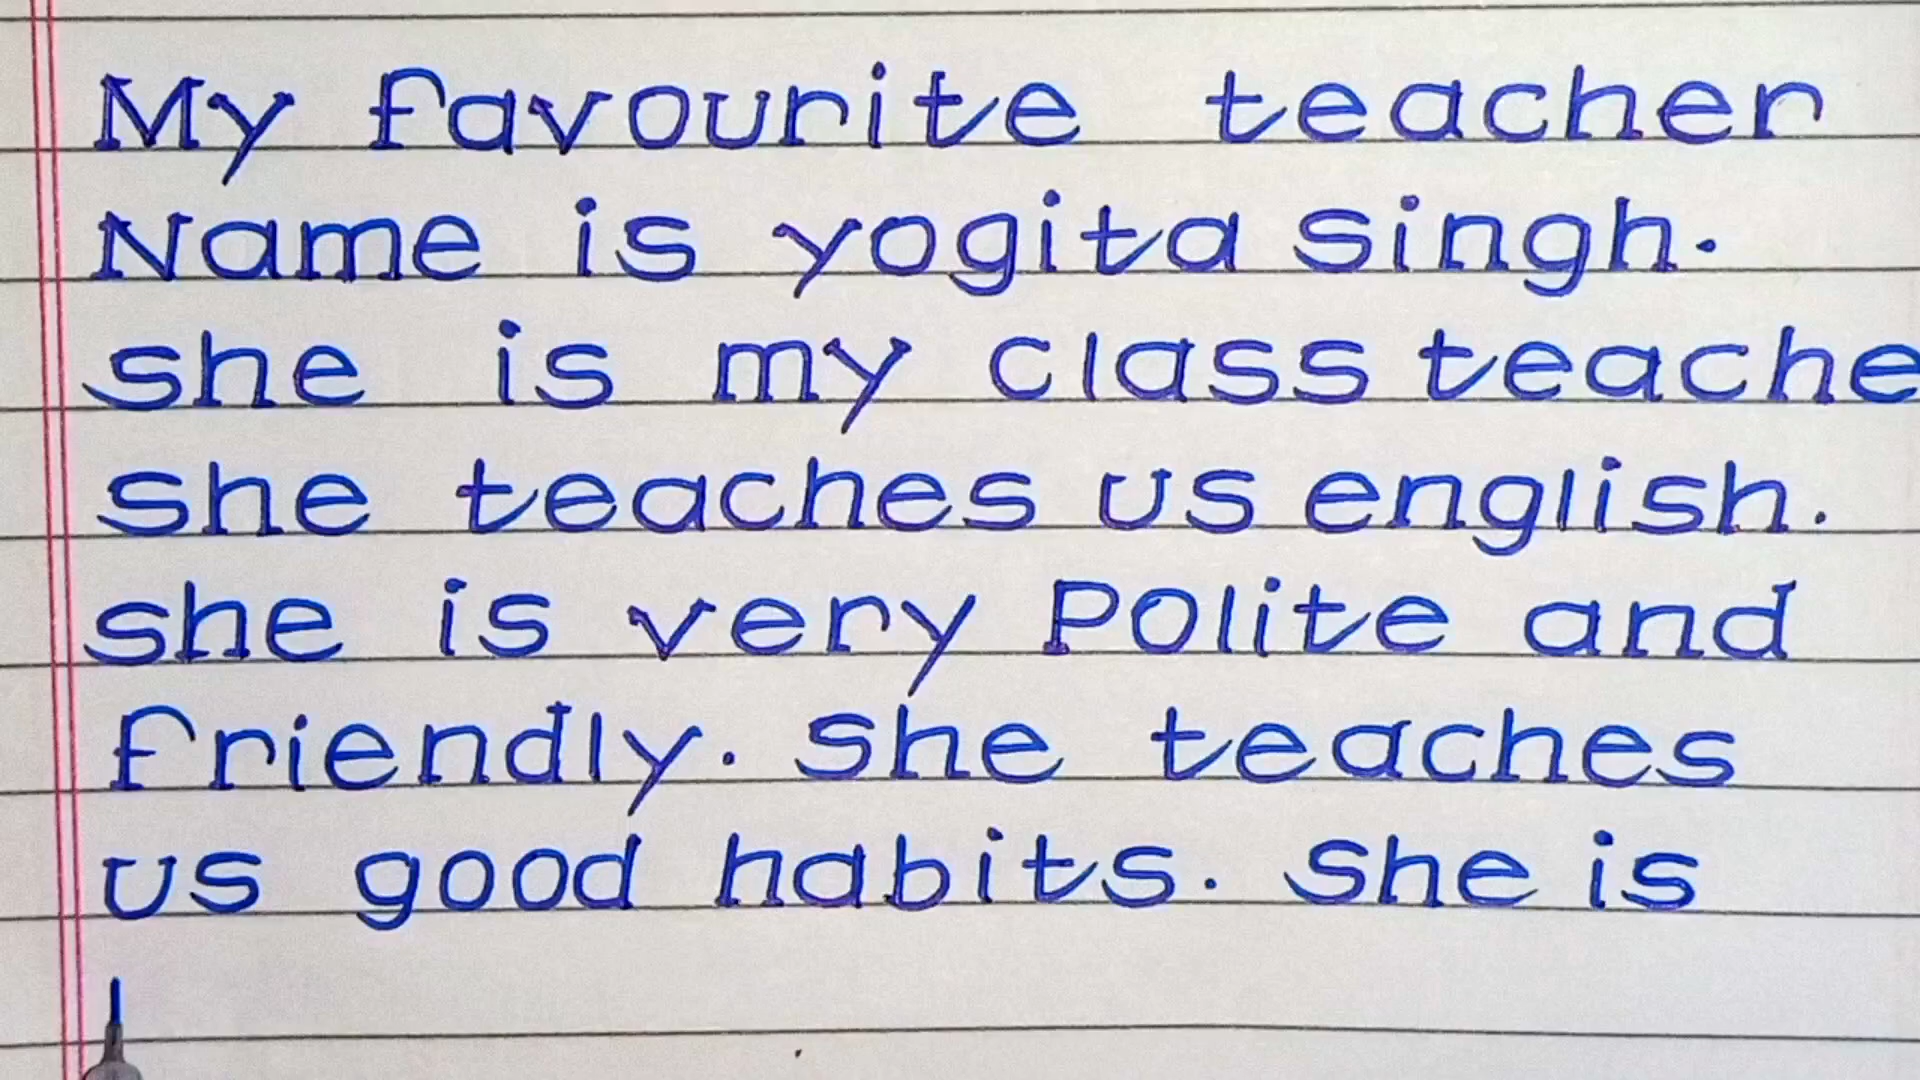 My favourite teacher
Name is yogita singh.
she is my class teache
she teaches us english.
she is very Polite and
friendly. She teaches
us good habits. She is